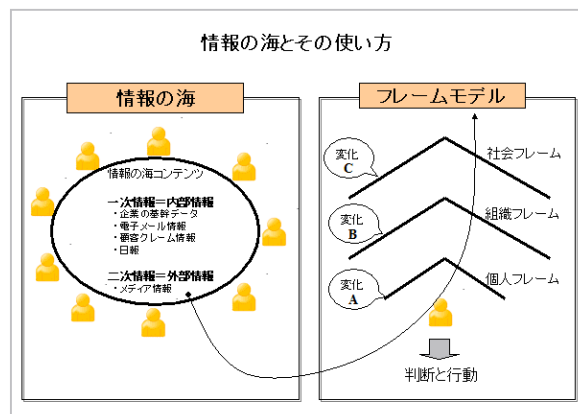 情報の海とその使い方
情報の海
情報の海コンテンツ
一次情報＝内部情報
・企業の基幹データ
・電子メール情報
・顧客クレーム情報
・日報
二次情報＝外部情報
・メディア情報
フレームモデル
変化
C
社会フレーム
変化
B
組織フレーム
変化
A
個人フレーム
判断と行動